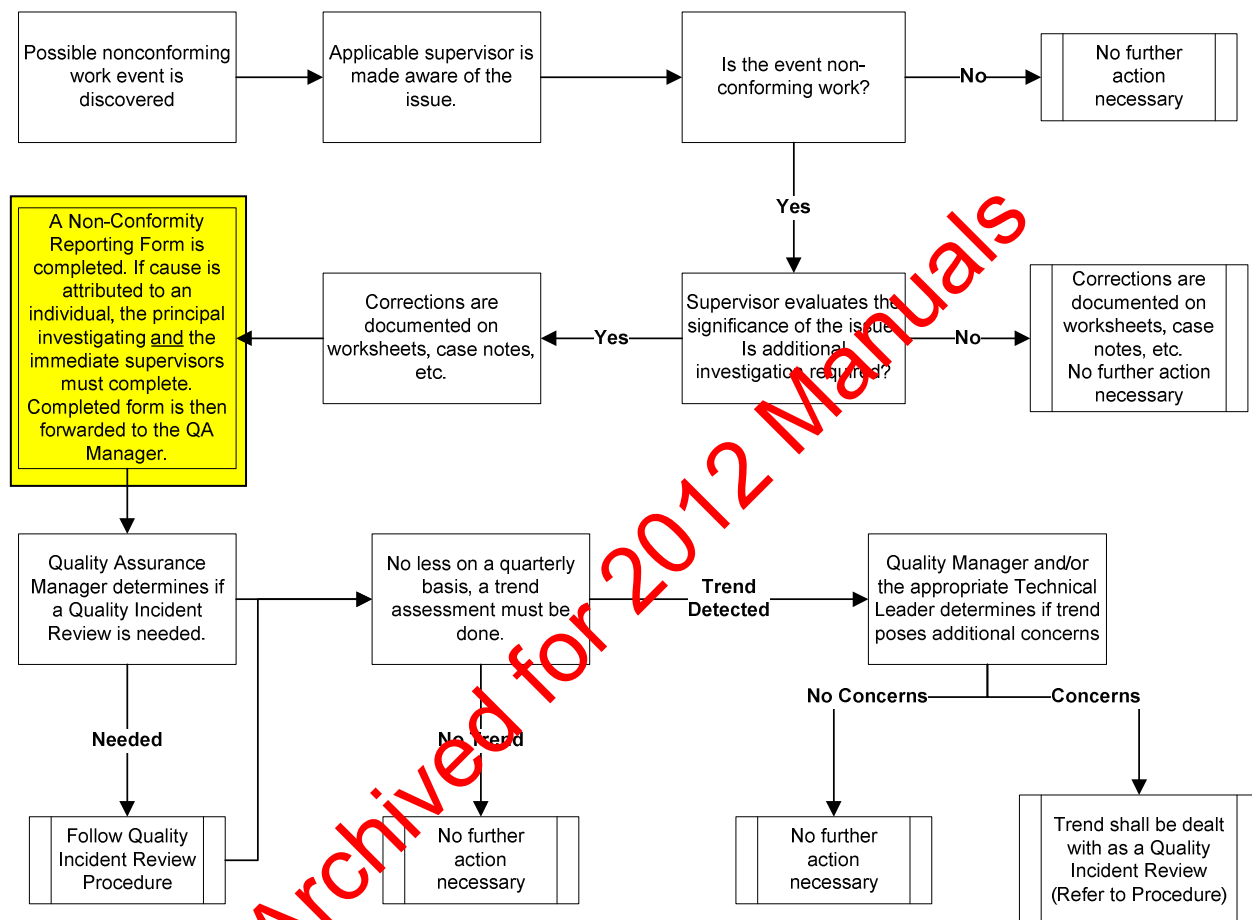 Possible nonconforming
work event is
discovered
Applicable supervisor is
made aware of the
issue.
Is the event non-
conforming work?
No
No further
action
necessary
Yes
A Non-Conformity
Reporting Form is
completed. If cause is
attributed to an
individual, the principal
investigating and the
immediate supervisors
must complete.
Completed form is then
forwarded to the QA
Manager.
Corrections are
documented on
worksheets, case notes,
etc.
Yes
Supervisor evaluates the
significance of the issue.
Is additional
investigation required?
No
Corrections are
documented on
worksheets, case
notes, etc.
No further action
necessary
Quality Assurance
Manager determines if
a Quality Incident
Review is needed.
No less on a quarterly
basis, a trend
assessment must be
done.
Trend
Detected
Quality Manager and/or
the appropriate Technical
Leader determines if trend
poses additional concerns
Needed
No Trend
No Concerns
Concerns
Follow Quality
Incident Review
Procedure
No further
action
necessary
No further
action
necessary
Trend shall be dealt
with as a Quality
Incident Review
(Refer to Procedure)
Archived for 2012 Manuals